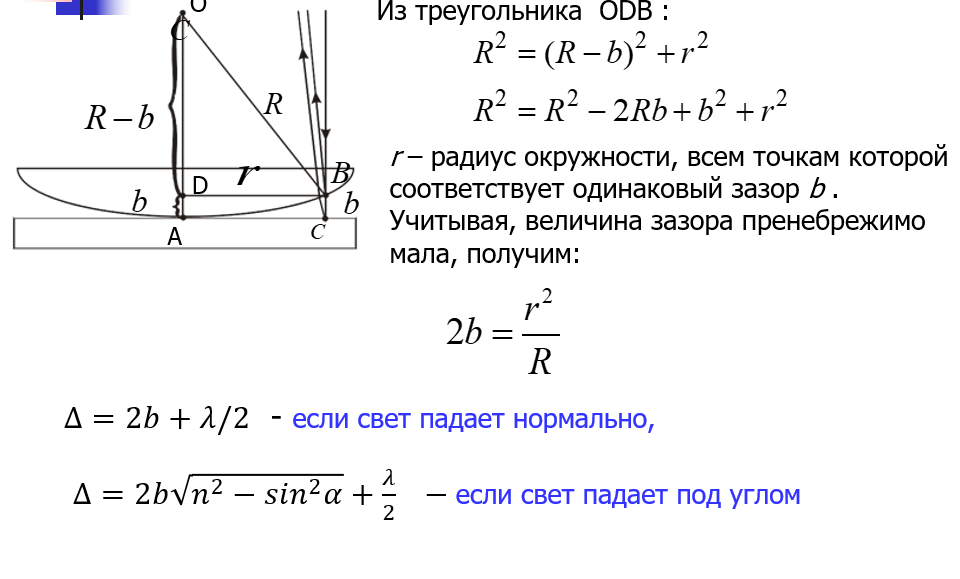 O
C
Из треугольника ODB :
R² = (R − b)² + r²
R
R − b
R² = R² − 2Rb + b² + r²
r – радиус окружности, всем точкам которой
D
r
B
соответствует одинаковый зазор b .
b
b
Учитывая, величина зазора пренебрежимо
A
C
мала, получим:
2b = r²/R
Δ = 2b + λ/2 - если свет падает нормально,
Δ = 2b√(n² − sin²α) + λ/2 – если свет падает под углом